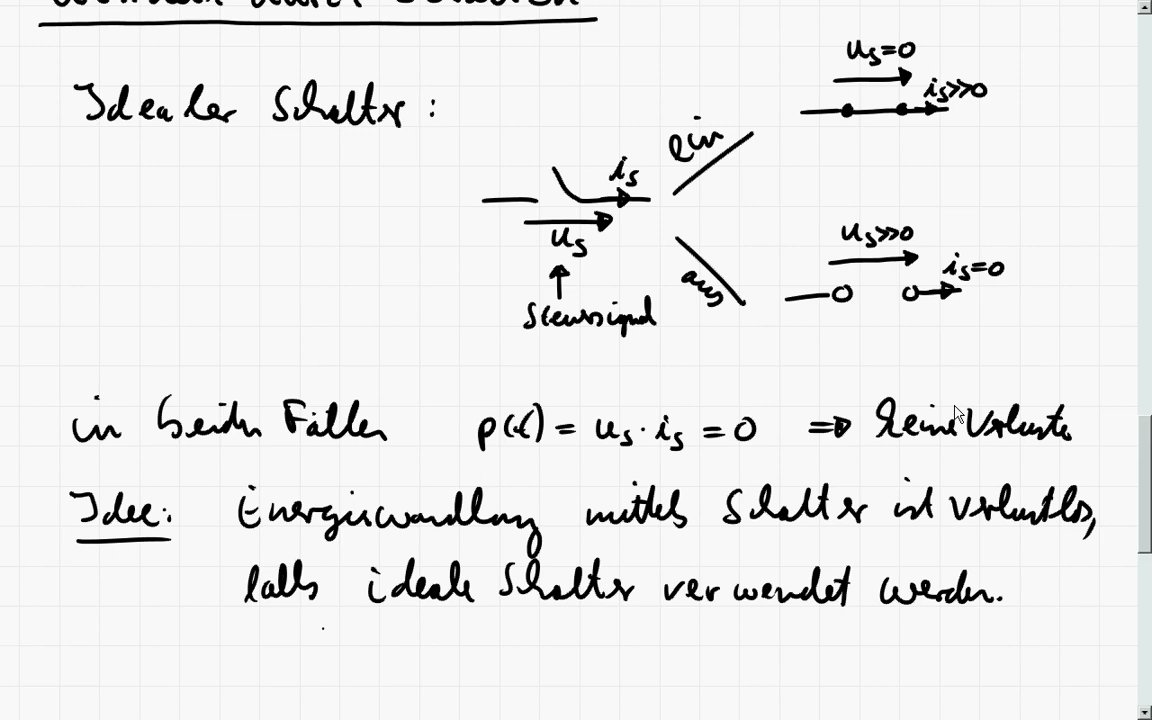 Idealer Schalter:
u_s=0
i_s>>0
ein
i_s
u_s
Steuersignal
aus
u_s>>0
i_s=0
in beiden Fällen p(t) = u_s · i_s = 0 ⇒ keine Verluste
Idee: Energiewandlung mittels Schalter ist verlustlos,
falls ideale Schalter verwendet werden.